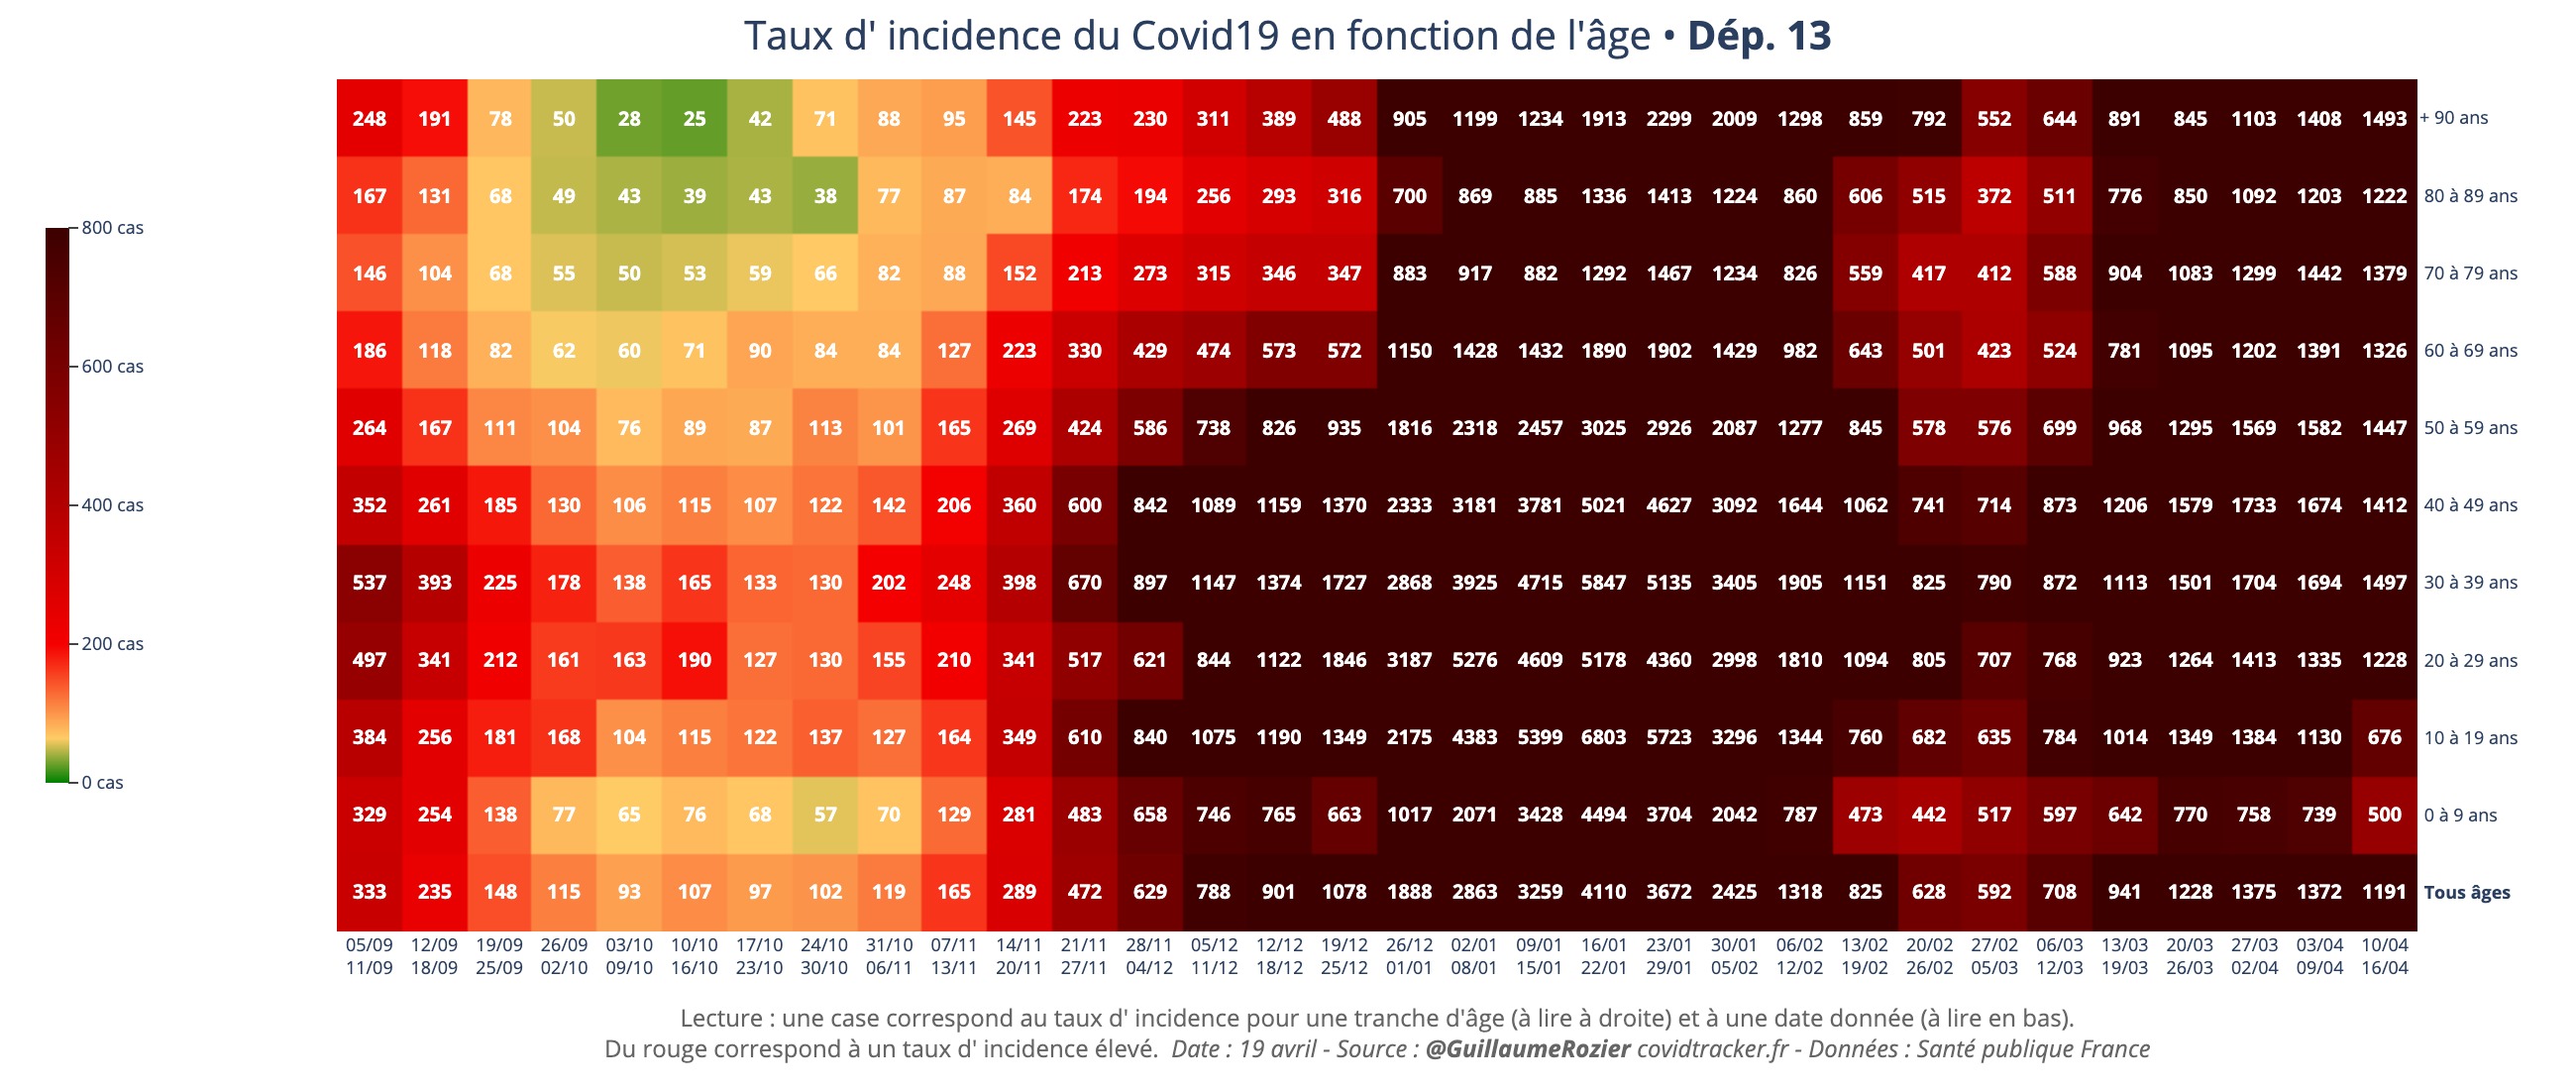 Taux d' incidence du Covid19 en fonction de l'âge • Dép. 13
248 191 78 50 28 25 42 71 88 95 145 223 230 311 389 488 905 1199 1234 1913 2299 2009 1298 859 792 552 644 891 845 1103 1408 1493 + 90 ans
167 131 68 49 43 39 43 38 77 87 84 174 194 256 293 316 700 869 885 1336 1413 1224 860 606 515 372 511 776 850 1092 1203 1222 80 à 89 ans
800 cas
146 104 68 55 50 53 59 66 82 88 152 213 273 315 346 347 883 917 882 1292 1467 1234 826 559 417 412 588 904 1083 1299 1442 1379 70 à 79 ans
186 118 82 62 60 71 90 84 84 127 223 330 429 474 573 572 1150 1428 1432 1890 1902 1429 982 643 501 423 524 781 1095 1202 1391 1326 60 à 69 ans
600 cas
264 167 111 104 76 89 87 113 101 165 269 424 586 738 826 935 1816 2318 2457 3025 2926 2087 1277 845 578 576 699 968 1295 1569 1582 1447 50 à 59 ans
400 cas
352 261 185 130 106 115 107 122 142 206 360 600 842 1089 1159 1370 2333 3181 3781 5021 4627 3092 1644 1062 741 714 873 1206 1579 1733 1674 1412 40 à 49 ans
537 393 225 178 138 165 133 130 202 248 398 670 897 1147 1374 1727 2868 3925 4715 5847 5135 3405 1905 1151 825 790 872 1113 1501 1704 1694 1497 30 à 39 ans
200 cas
497 341 212 161 163 190 127 130 155 210 341 517 621 844 1122 1846 3187 5276 4609 5178 4360 2998 1810 1094 805 707 768 923 1264 1413 1335 1228 20 à 29 ans
384 256 181 168 104 115 122 137 127 164 349 610 840 1075 1190 1349 2175 4383 5399 6803 5723 3296 1344 760 682 635 784 1014 1349 1384 1130 676 10 à 19 ans
0 cas
329 254 138 77 65 76 68 57 70 129 281 483 658 746 765 663 1017 2071 3428 4494 3704 2042 787 473 442 517 597 642 770 758 739 500 0 à 9 ans
333 235 148 115 93 107 97 102 119 165 289 472 629 788 901 1078 1888 2863 3259 4110 3672 2425 1318 825 628 592 708 941 1228 1375 1372 1191 Tous âges
05/09 12/09 19/09 26/09 03/10 10/10 17/10 24/10 31/10 07/11 14/11 21/11 28/11 05/12 12/12 19/12 26/12 02/01 09/01 16/01 23/01 30/01 06/02 13/02 20/02 27/02 06/03 13/03 20/03 27/03 03/04 10/04
11/09 18/09 25/09 02/10 09/10 16/10 23/10 30/10 06/11 13/11 20/11 27/11 04/12 11/12 18/12 25/12 01/01 08/01 15/01 22/01 29/01 05/02 12/02 19/02 26/02 05/03 12/03 19/03 26/03 02/04 09/04 16/04
Lecture : une case correspond au taux d' incidence pour une tranche d'âge (à lire à droite) et à une date donnée (à lire en bas).
Du rouge correspond à un taux d' incidence élevé. Date : 19 avril - Source : @GuillaumeRozier covidtracker.fr - Données : Santé publique France